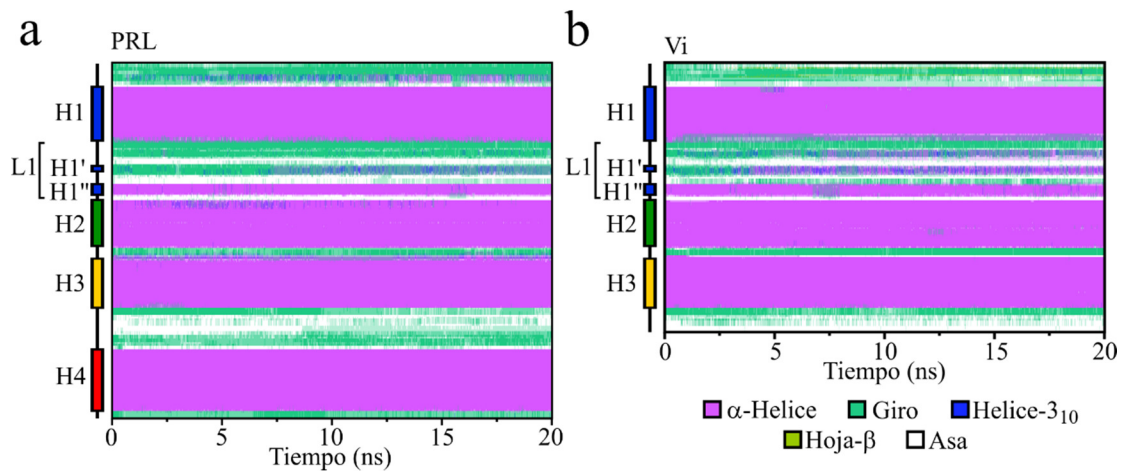 a
PRL
H1
L1
H1'
H1"
H2
H3
H4
0 5 10 15 20
Tiempo (ns)
b
Vi
H1
L1
H1'
H1"
H2
H3
0 5 10 15 20
Tiempo (ns)
α-Helice Giro Helice-3₁₀
Hoja-β Asa